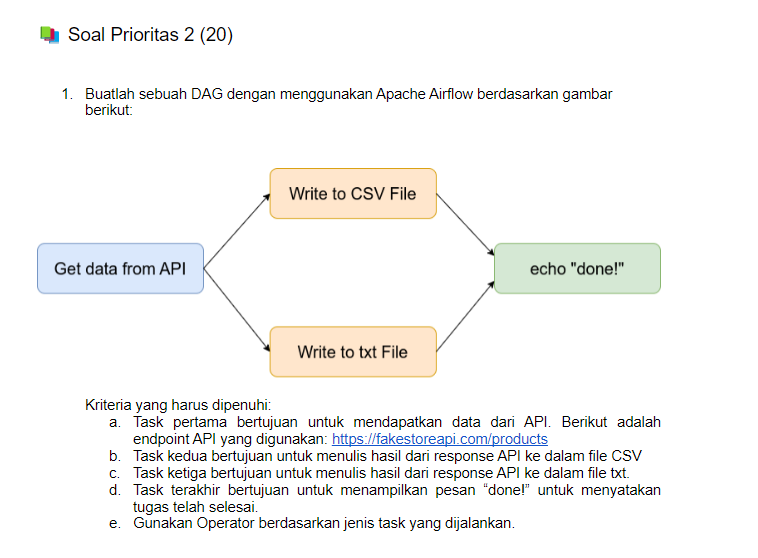 Soal Prioritas 2 (20)
1. Buatlah sebuah DAG dengan menggunakan Apache Airflow berdasarkan gambar
berikut:
Write to CSV File
Get data from API
echo "done!"
Write to txt File
Kriteria yang harus dipenuhi:
a. Task pertama bertujuan untuk mendapatkan data dari API. Berikut adalah
endpoint API yang digunakan: https://fakestoreapi.com/products
b. Task kedua bertujuan untuk menulis hasil dari response API ke dalam file CSV
c. Task ketiga bertujuan untuk menulis hasil dari response API ke dalam file txt.
d. Task terakhir bertujuan untuk menampilkan pesan “done!” untuk menyatakan
tugas telah selesai.
e. Gunakan Operator berdasarkan jenis task yang dijalankan.